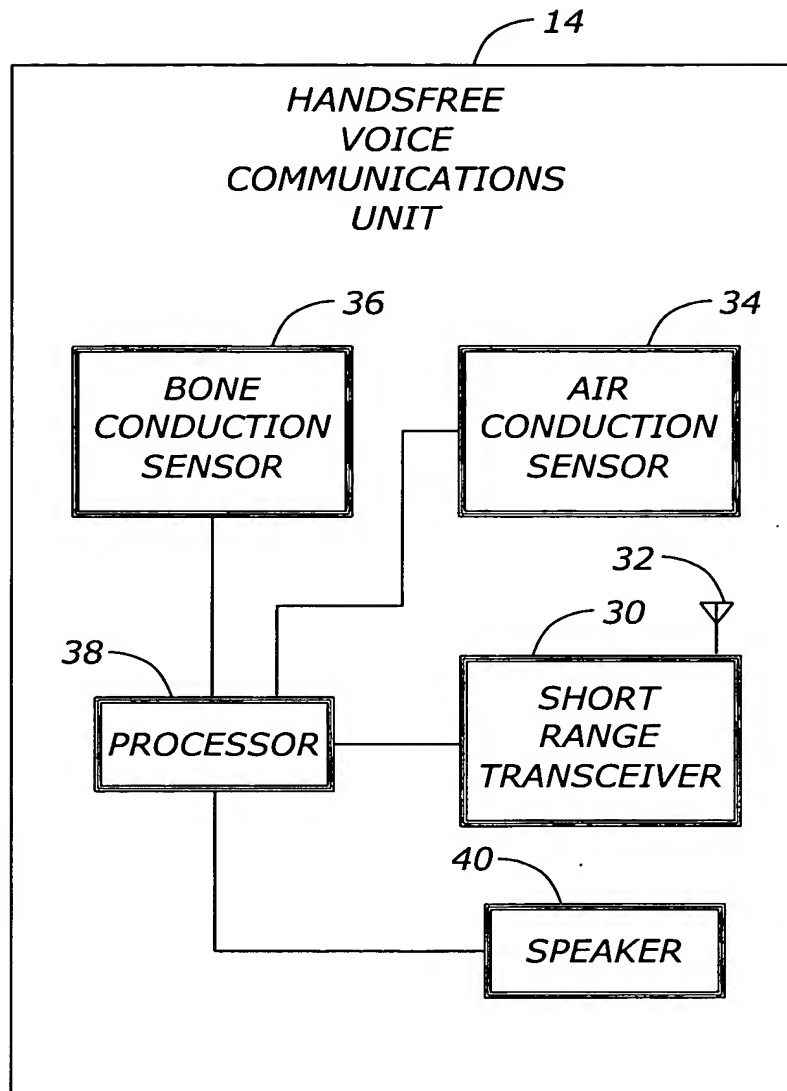 14
HANDSFREE
VOICE
COMMUNICATIONS
UNIT
36
BONE
CONDUCTION
SENSOR
34
AIR
CONDUCTION
SENSOR
32
30
SHORT
RANGE
TRANSCEIVER
38
PROCESSOR
40
SPEAKER